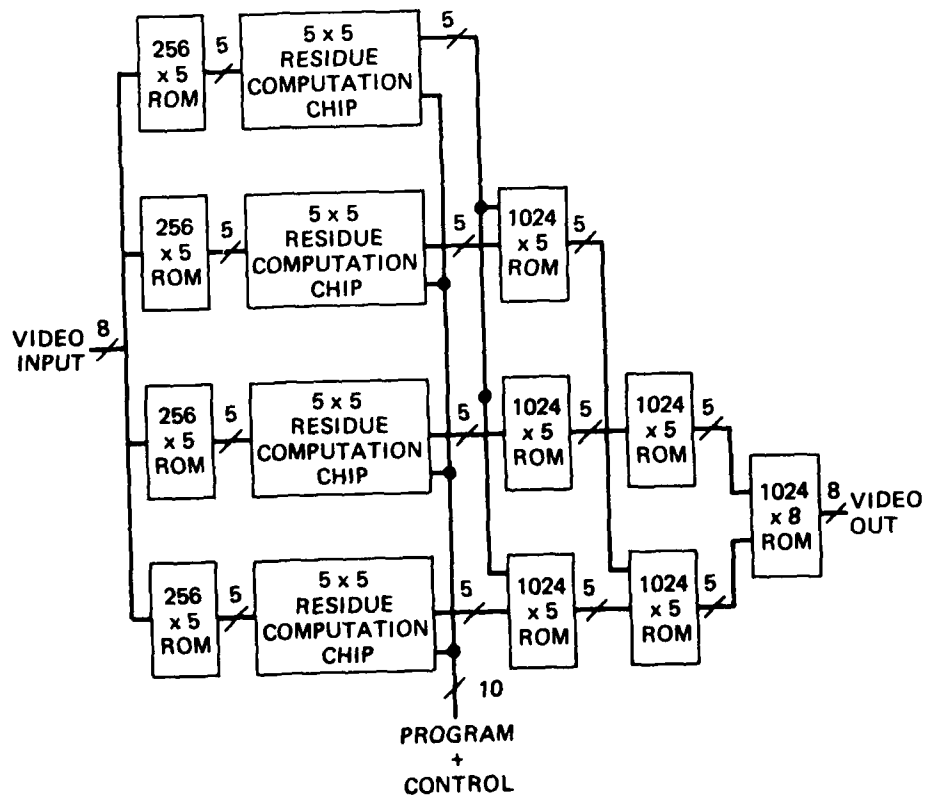 256
x 5
ROM
5
5 x 5
RESIDUE
COMPUTATION
CHIP
5
256
x 5
ROM
5
5 x 5
RESIDUE
COMPUTATION
CHIP
5
1024
x 5
ROM
5
VIDEO
INPUT
8
256
x 5
ROM
5
5 x 5
RESIDUE
COMPUTATION
CHIP
5
1024
x 5
ROM
5
1024
x 5
ROM
5
1024
x 8
ROM
8
VIDEO
OUT
256
x 5
ROM
5
5 x 5
RESIDUE
COMPUTATION
CHIP
5
1024
x 5
ROM
5
1024
x 5
ROM
5
10
PROGRAM
+
CONTROL